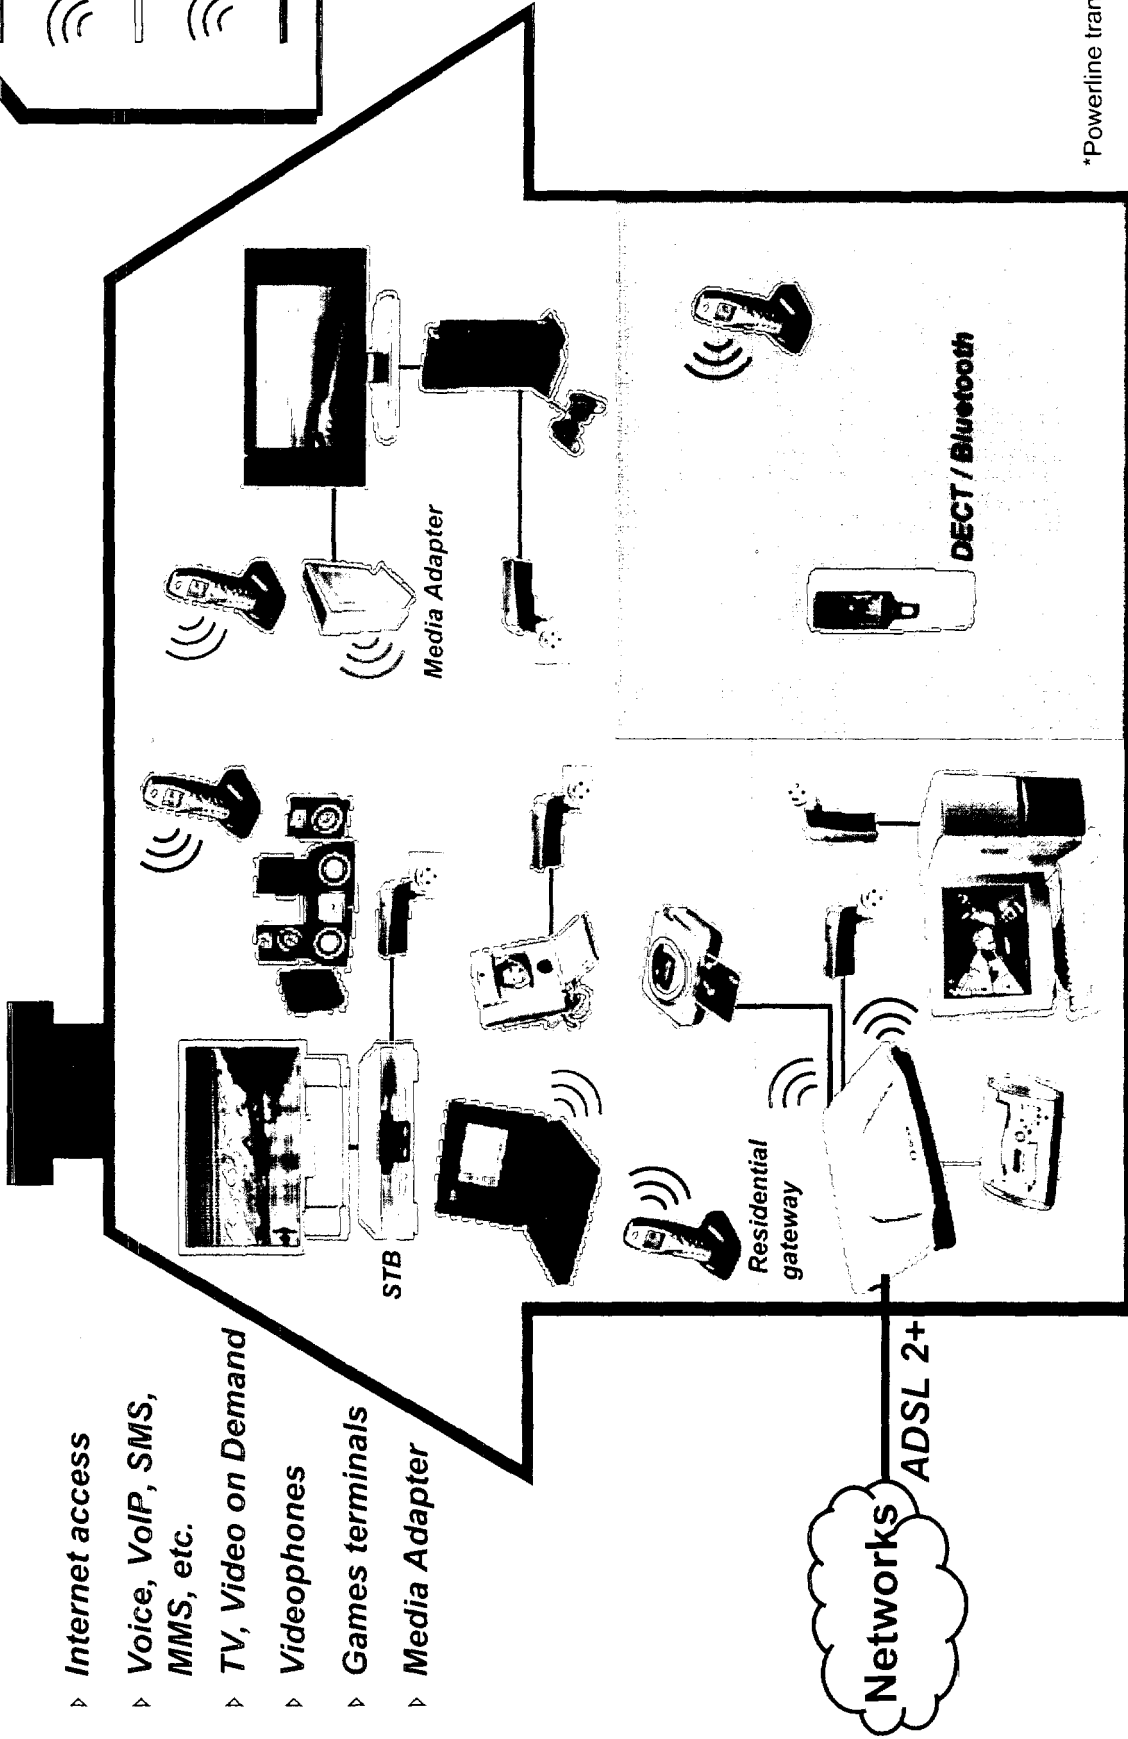 Internet access
Voice, VoIP, SMS,
MMS, etc.
TV, Video on Demand
Videophones
Games terminals
Media Adapter
STB
Media Adapter
Residential
gateway
DECT / Bluetooth
Networks
ADSL 2+
*Powerline tran